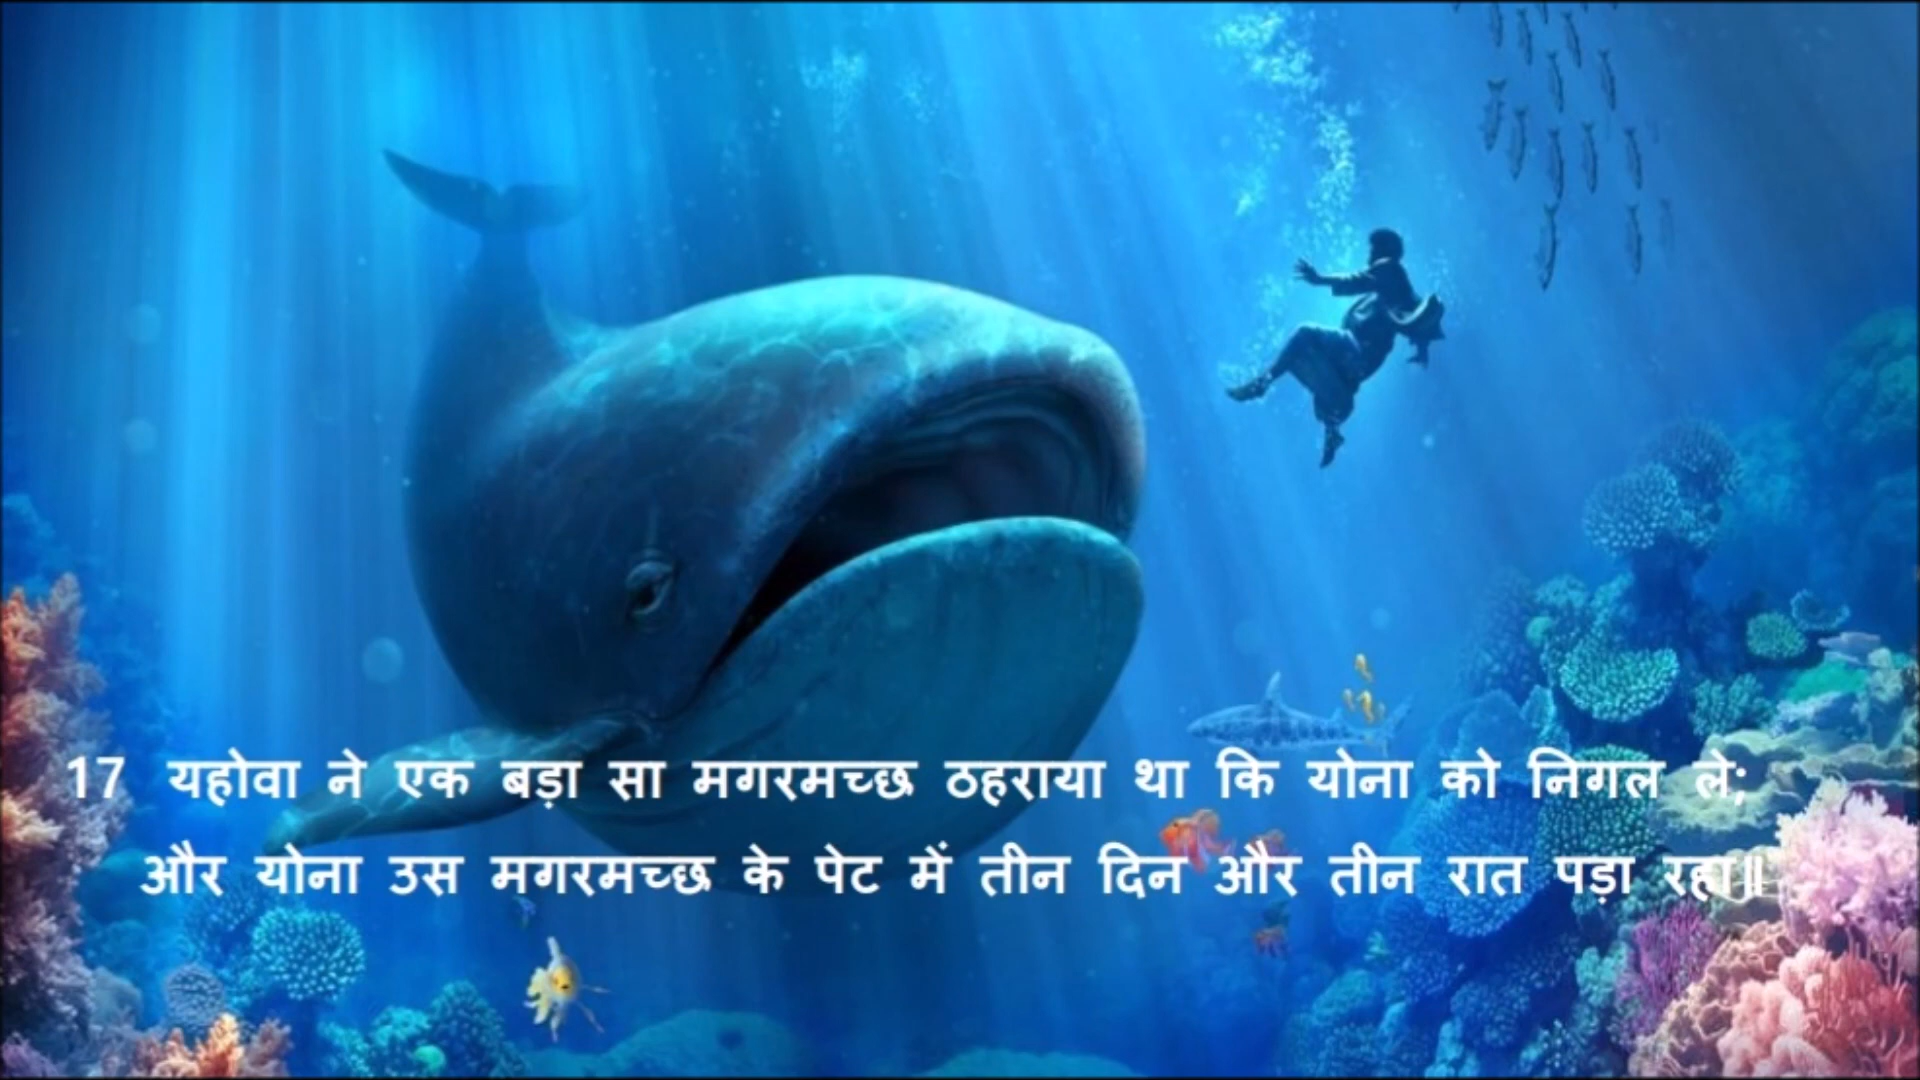 17 यहोवा ने एक बड़ा सा मगरमच्छ ठहराया था कि योना को निगल ले;
और योना उस मगरमच्छ के पेट में तीन दिन और तीन रात पड़ा रहा॥